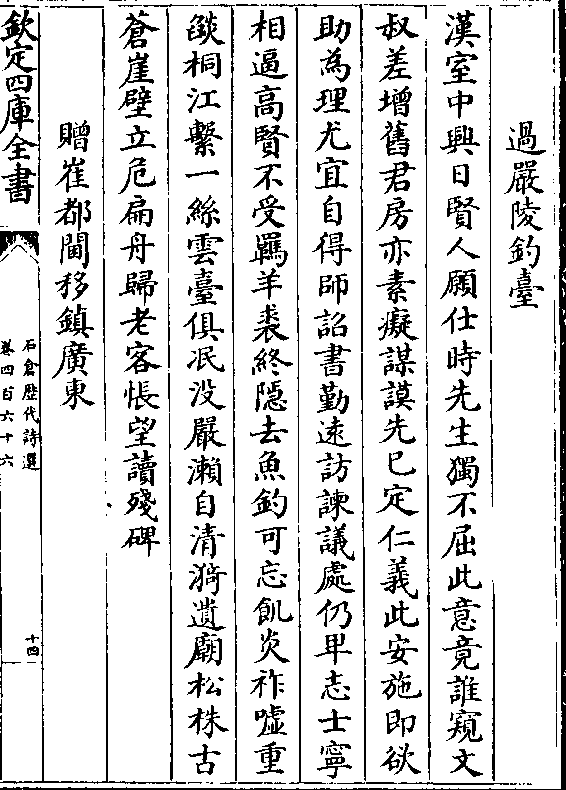 過嚴陵釣臺
漢室中興日賢人願仕時先生獨不屈此意竟誰窺文
叔差增舊君房亦素癡謀謨先已定仁義此安施即欲
助為理尤宜自得師詔書勤遠訪諫議處仍卑志士寧
相逼高賢不受羈羊裘終隱去魚釣可忘飢炎祚噓重
燄桐江繫一絲雲臺俱泯没嚴瀨自清漪遺廟松株古
蒼崖壁立危扁舟歸老客悵望讀殘碑
贈崔都閫移鎮廣東
欽定四庫全書
石倉歴代詩選
卷四百六十六
十四